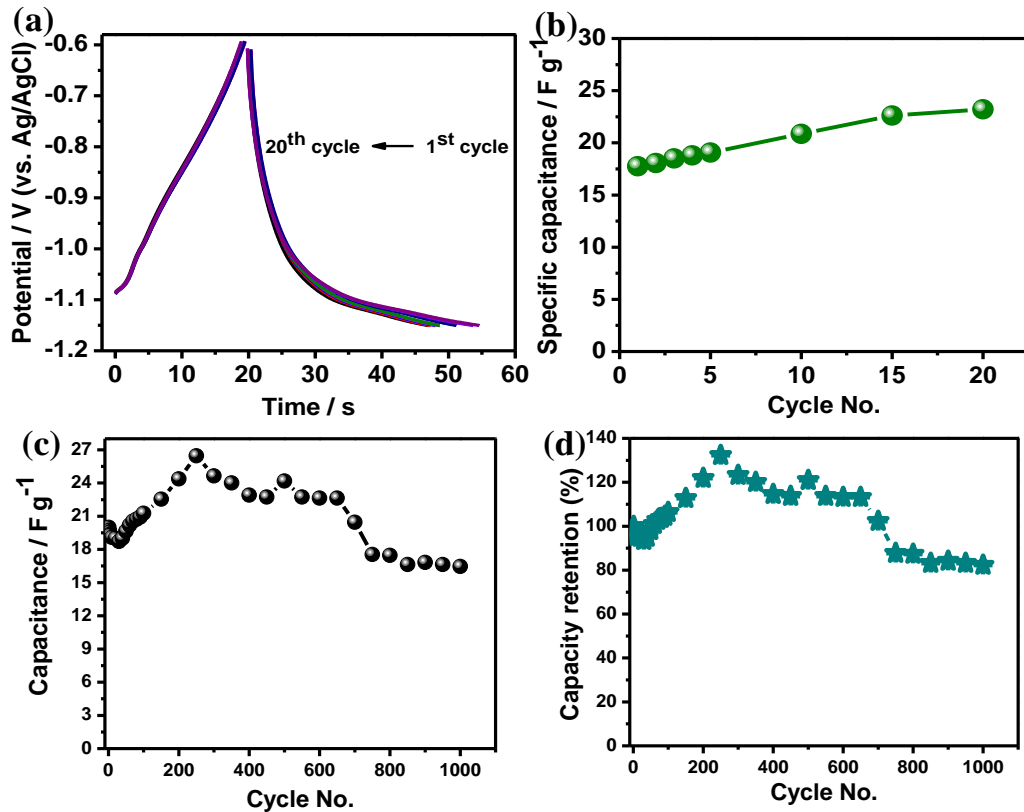 (a)
Potential / V (vs. Ag/AgCl)
-0.6
-0.7
-0.8
-0.9
-1.0
-1.1
-1.2
20th cycle ← 1st cycle
0 10 20 30 40 50 60
Time / s
(b)
Specific capacitance / F g-1
30
25
20
15
10
5
0
0 5 10 15 20
Cycle No.
(c)
Capacitance / F g-1
27
24
21
18
15
12
9
6
3
0
0 200 400 600 800 1000
Cycle No.
(d)
Capacity retention (%)
140
120
100
80
60
40
20
0
0 200 400 600 800 1000
Cycle No.